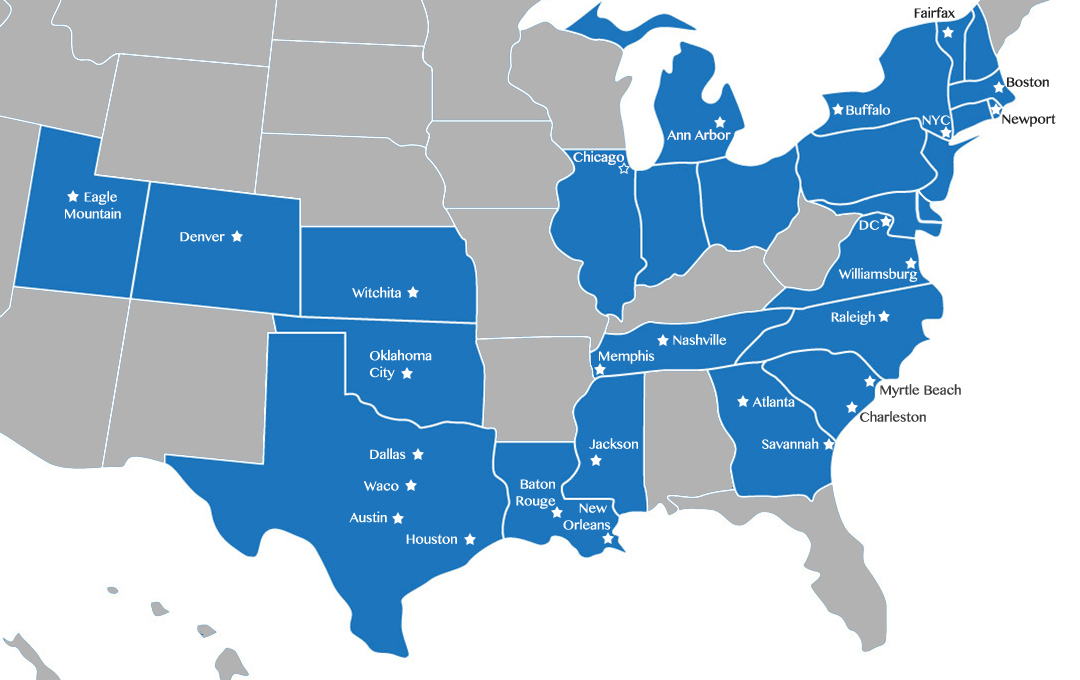 Fairfax
Boston
Buffalo
Newport
NYC
Ann Arbor
Chicago
Eagle
Mountain
DC
Denver
Williamsburg
Witchita
Raleigh
Nashville
Oklahoma
City
Memphis
Myrtle Beach
Atlanta
Charleston
Jackson
Savannah
Dallas
Waco
Baton
Rouge
New
Orleans
Austin
Houston